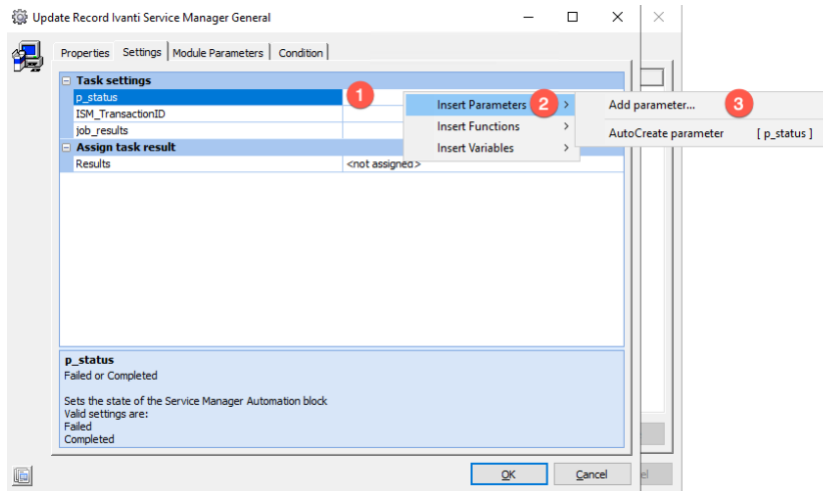 Update Record Ivanti Service Manager General
Properties Settings Module Parameters Condition
Task settings
p_status
1
Insert Parameters 2
Add parameter... 3
ISM_TransactionID
Insert Functions
AutoCreate parameter [ p_status ]
job_results
Insert Variables
Assign task result
Results <not assigned>
p_status
Failed or Completed
Sets the state of the Service Manager Automation block
Valid settings are:
Failed
Completed
OK Cancel el